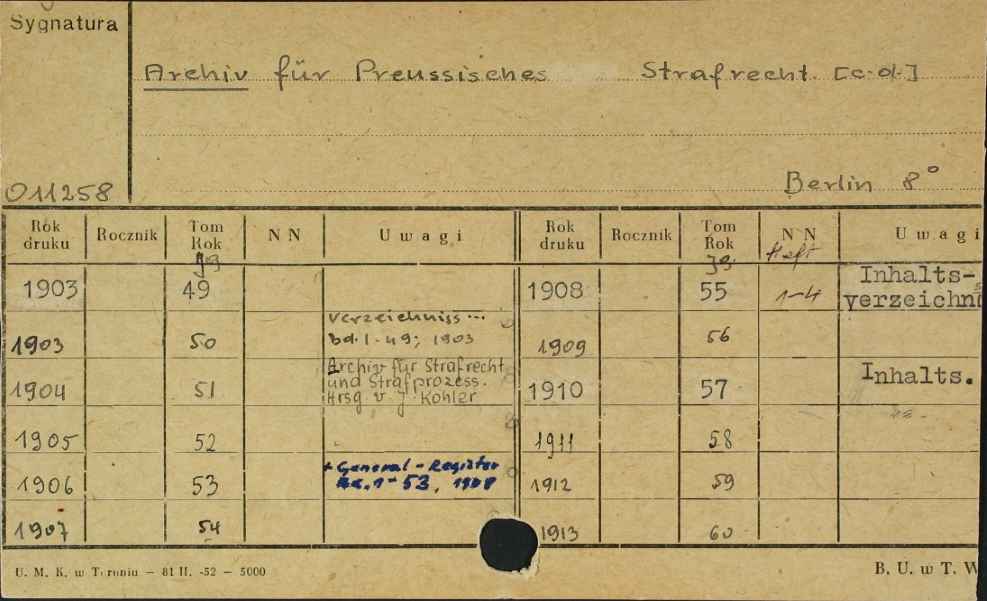 Sygnatura
Archiv für Preussisches Strafrecht [c.d.]
011258
Berlin 8°
Rok druku Rocznik Tom Rok Jg N N Uwagi Rok druku Rocznik Tom Rok Jg. N N Heft Uwagi
1903 49 1908 55 1-4 Inhalts-
verzeichn
1903 50 Verzeichniss... 1909 56
Bd. 1-49; 1903
1904 51 Archiv für Strafrecht 1910 57 Inhalts.
und Strafprozess.
Hrsg. v. J. Kohler
1905 52 1911 58
1906 53 + General-Register 1912 59
Bd. 1-53, 1908
1907 54 1913 60
U. M. K. w Toruniu — 81 II. -52 — 5000
B. U. w T. W